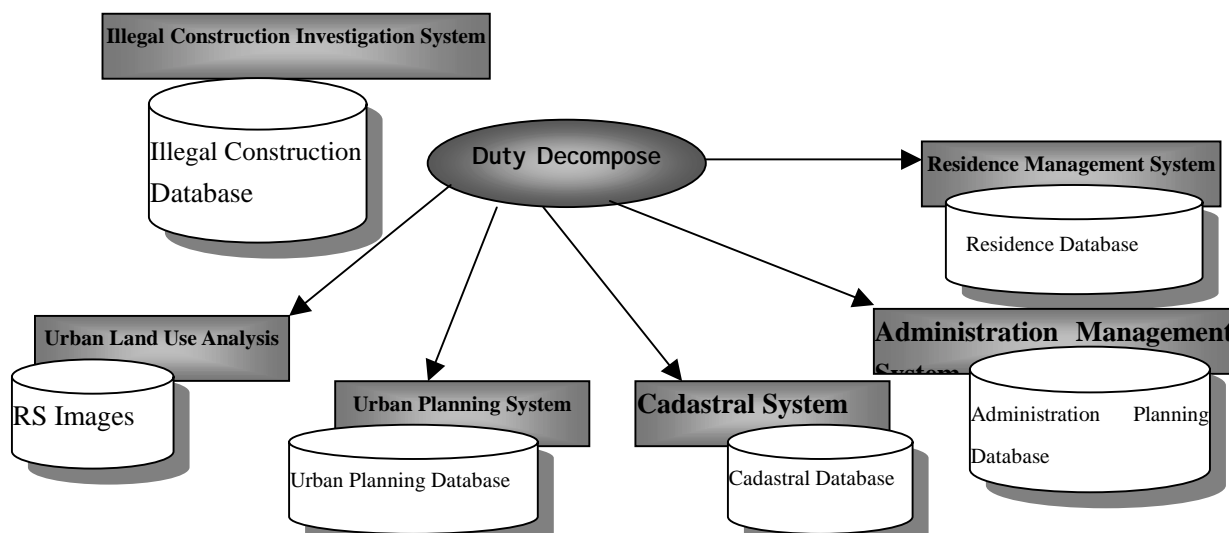 Illegal Construction Investigation System
Illegal Construction
Database
Duty Decompose
Residence Management System
Residence Database
Urban Land Use Analysis
RS Images
Urban Planning System
Urban Planning Database
Cadastral System
Cadastral Database
Administration Management
System
Administration Planning
Database